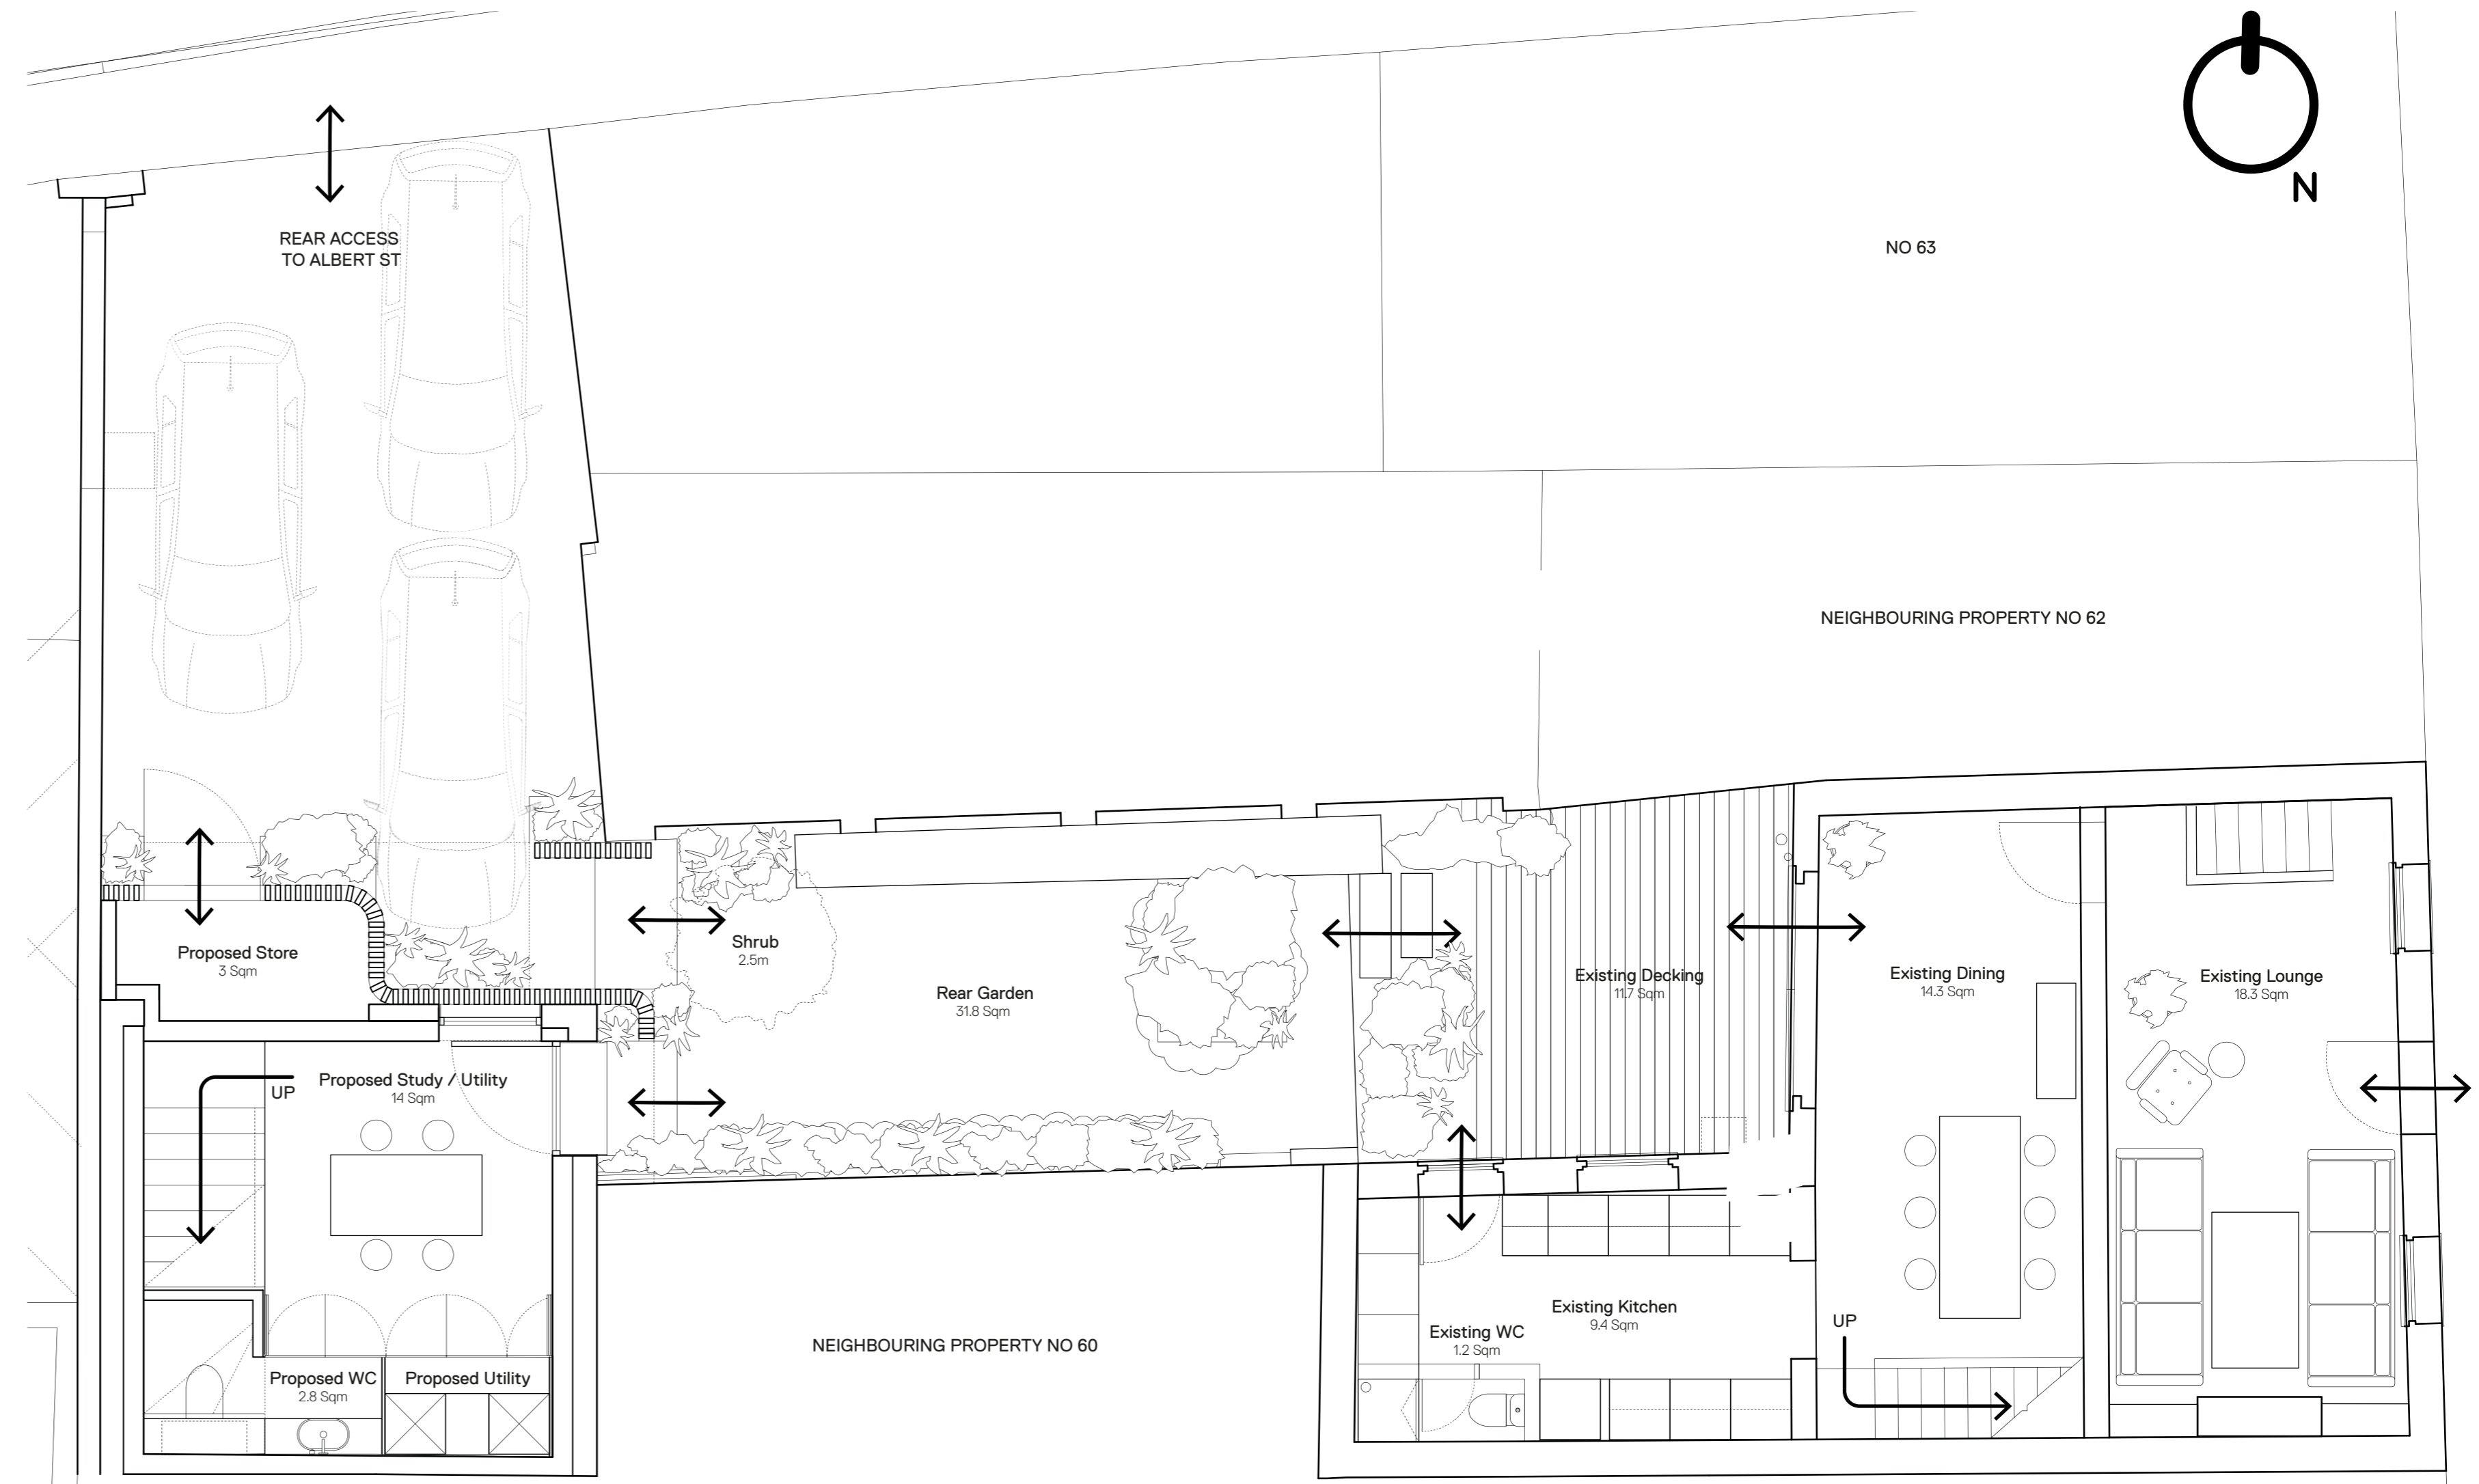 N
REAR ACCESS
TO ALBERT ST
NO 63
NEIGHBOURING PROPERTY NO 62
Proposed Store
3 Sqm
Shrub
2.5m
Rear Garden
31.8 Sqm
Existing Decking
11.7 Sqm
Existing Dining
14.3 Sqm
Existing Lounge
18.3 Sqm
Proposed Study / Utility
14 Sqm
UP
Existing Kitchen
9.4 Sqm
Existing WC
1.2 Sqm
UP
NEIGHBOURING PROPERTY NO 60
Proposed WC
2.8 Sqm
Proposed Utility